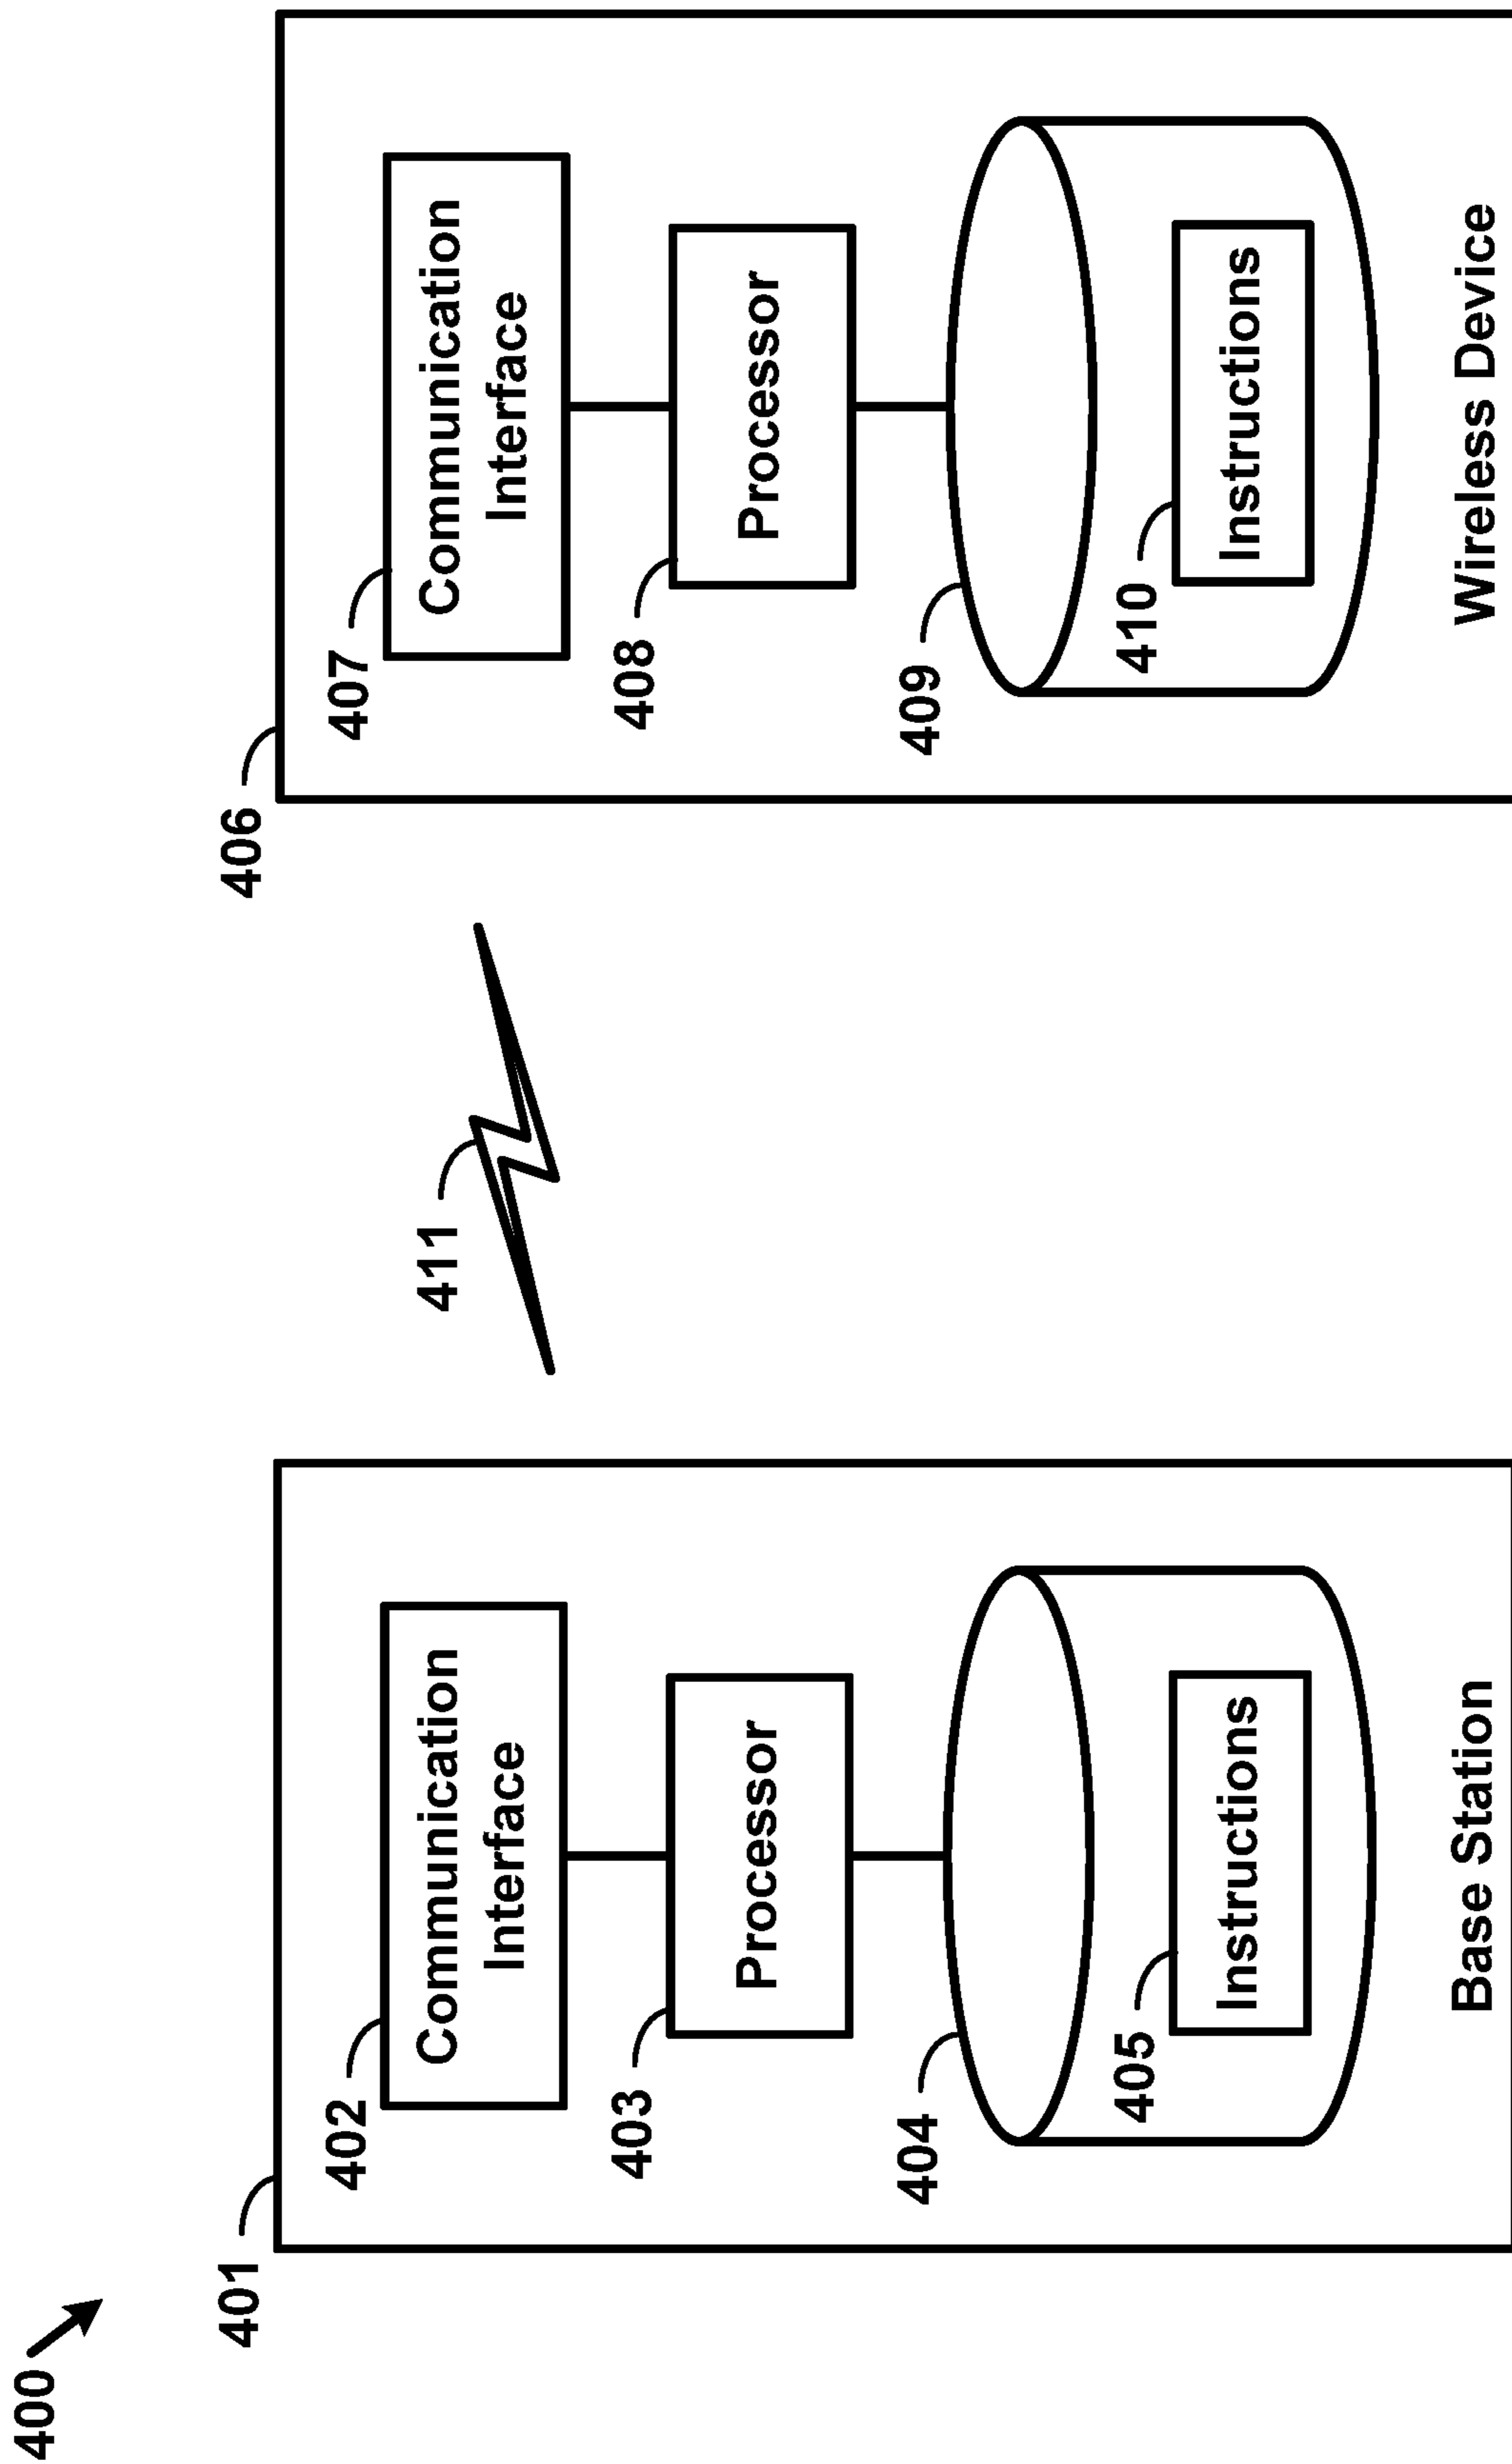 400
401
402
Communication
Interface
403
Processor
404
405
Instructions
Base Station
411
406
407
Communication
Interface
408
Processor
409
410
Instructions
Wireless Device